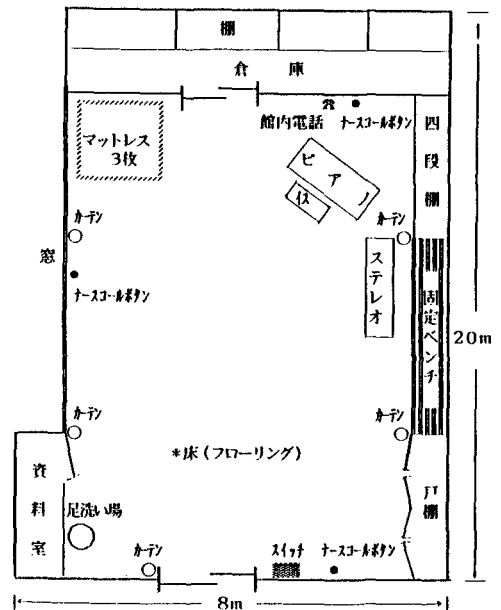 棚
倉庫
館内電話
ナースコールボタン
四段棚
マットレス
3枚
ピアノ
イス
カーテン
カーテン
窓
ステレオ
ナースコールボタン
固定ベンチ
20m
カーテン
カーテン
*床(フローリング)
資料室
戸棚
足洗い場
カーテン
スイッチ
ナースコールボタン
8m